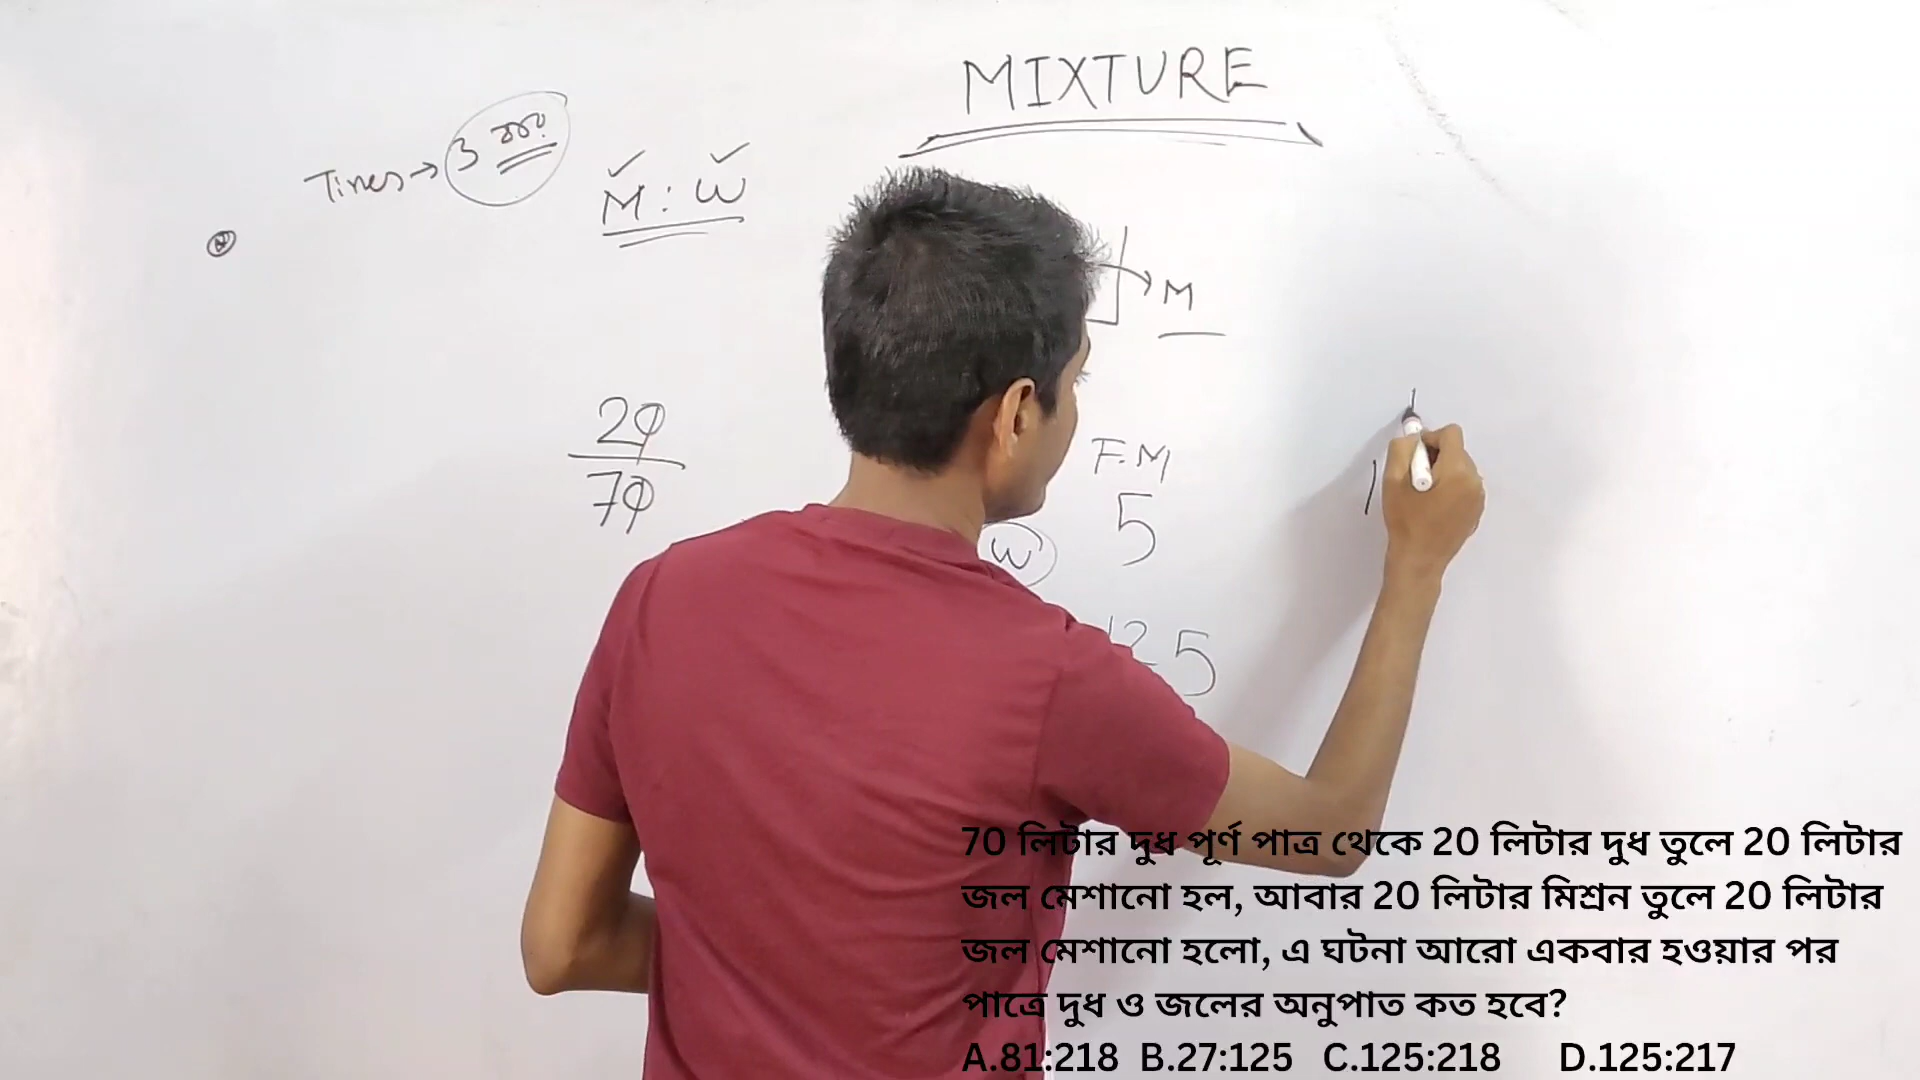 MIXTURE
Times → 3 বার
M : W
→ M
20
70
F.M
5
W
125
1
70 লিটার দুধ পূর্ণ পাত্র থেকে 20 লিটার দুধ তুলে 20 লিটার
জল মেশানো হল, আবার 20 লিটার মিশ্রন তুলে 20 লিটার
জল মেশানো হলো, এ ঘটনা আরো একবার হওয়ার পর
পাত্রে দুধ ও জলের অনুপাত কত হবে?
A.81:218 B.27:125 C.125:218 D.125:217